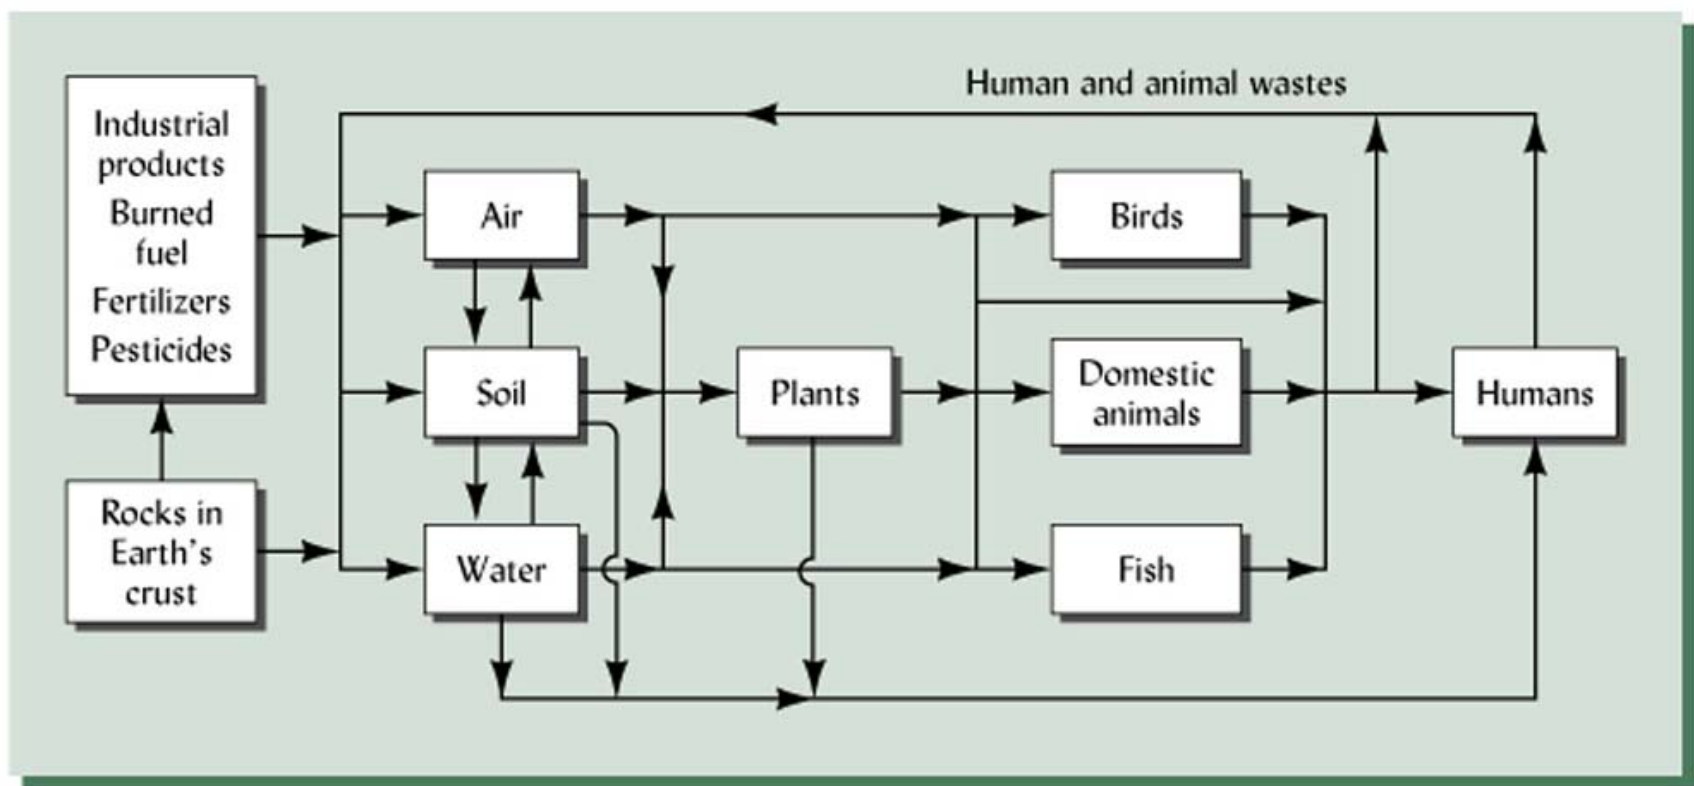 Human and animal wastes
Industrial
products
Burned
fuel
Fertilizers
Pesticides
Rocks in
Earth's
crust
Air
Soil
Water
Plants
Birds
Domestic
animals
Fish
Humans